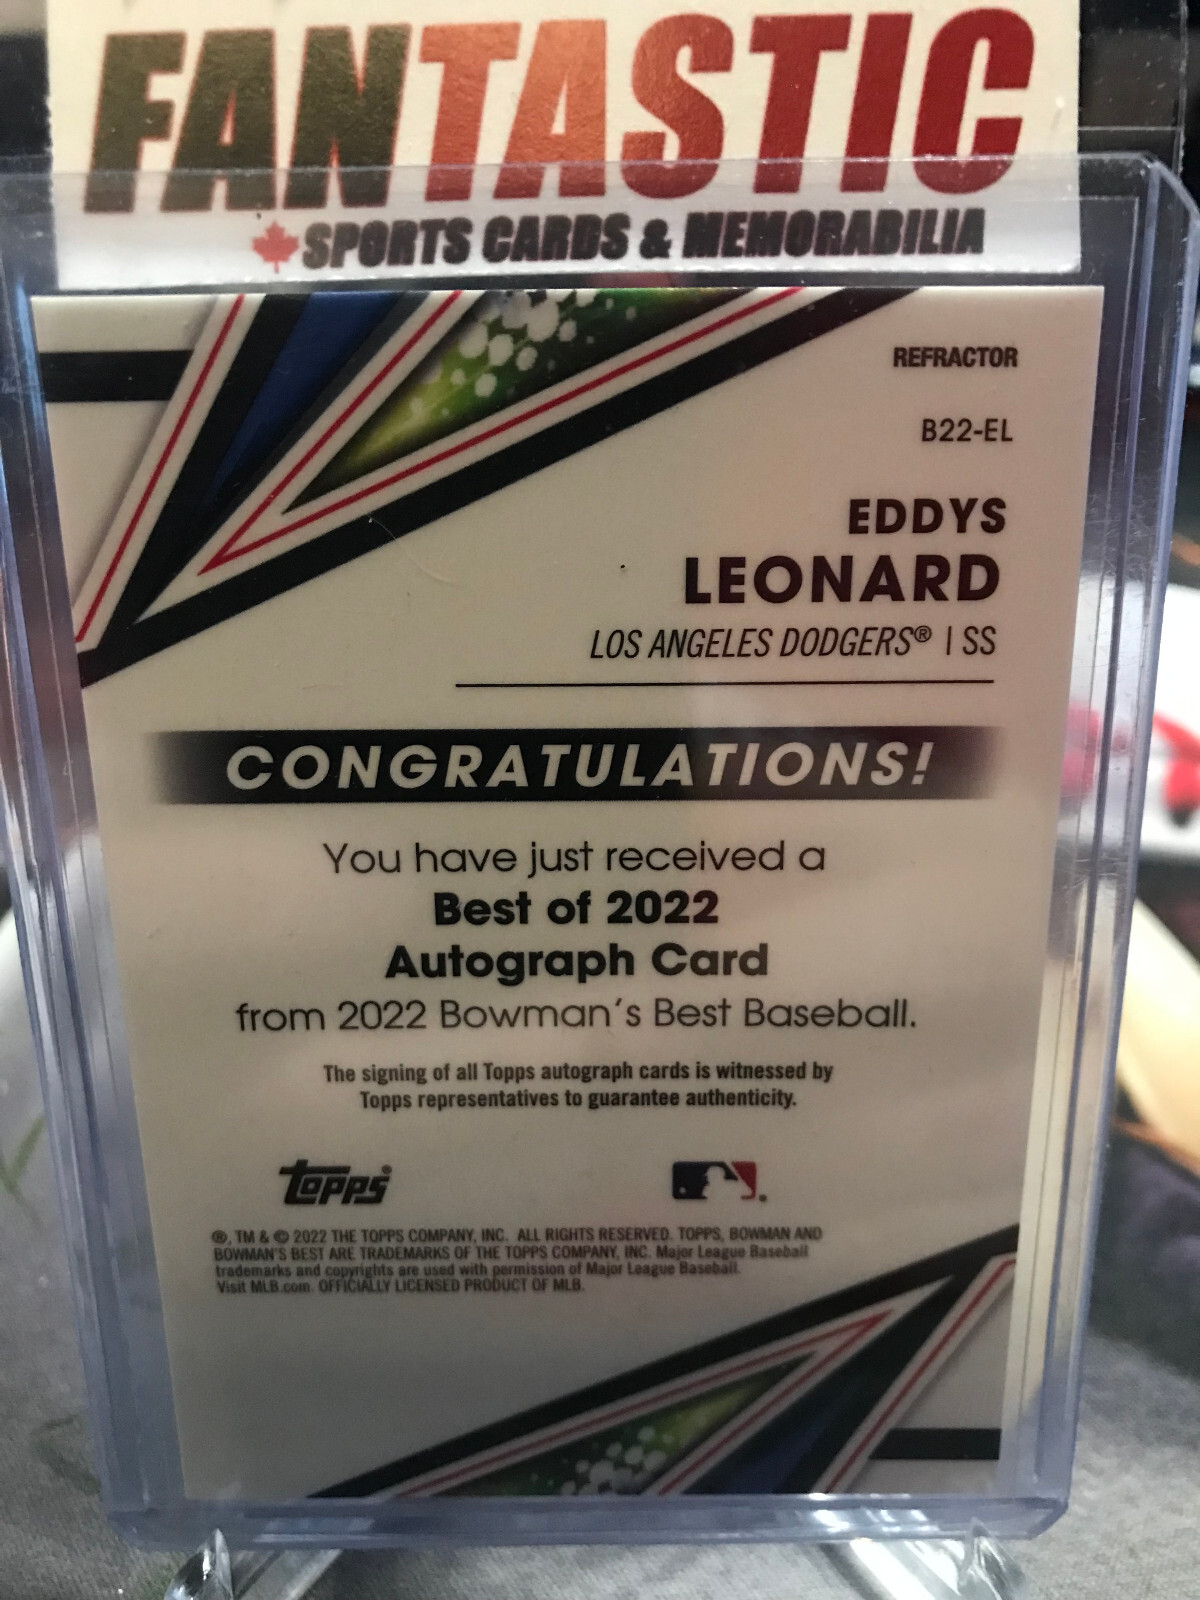 FANTASTIC
SPORTS CARDS & MEMORABILIA
REFRACTOR
B22-EL
EDDYS
LEONARD
LOS ANGELES DODGERS® | SS
CONGRATULATIONS!
You have just received a
Best of 2022
Autograph Card
from 2022 Bowman's Best Baseball.
The signing of all Topps autograph cards is witnessed by
Topps representatives to guarantee authenticity.
topps®
®, TM & © 2022 THE TOPPS COMPANY, INC. ALL RIGHTS RESERVED. TOPPS, BOWMAN AND
BOWMAN'S BEST ARE TRADEMARKS OF THE TOPPS COMPANY, INC. Major League Baseball
trademarks and copyrights are used with permission of Major League Baseball.
Visit MLB.com. OFFICIALLY LICENSED PRODUCT OF MLB.